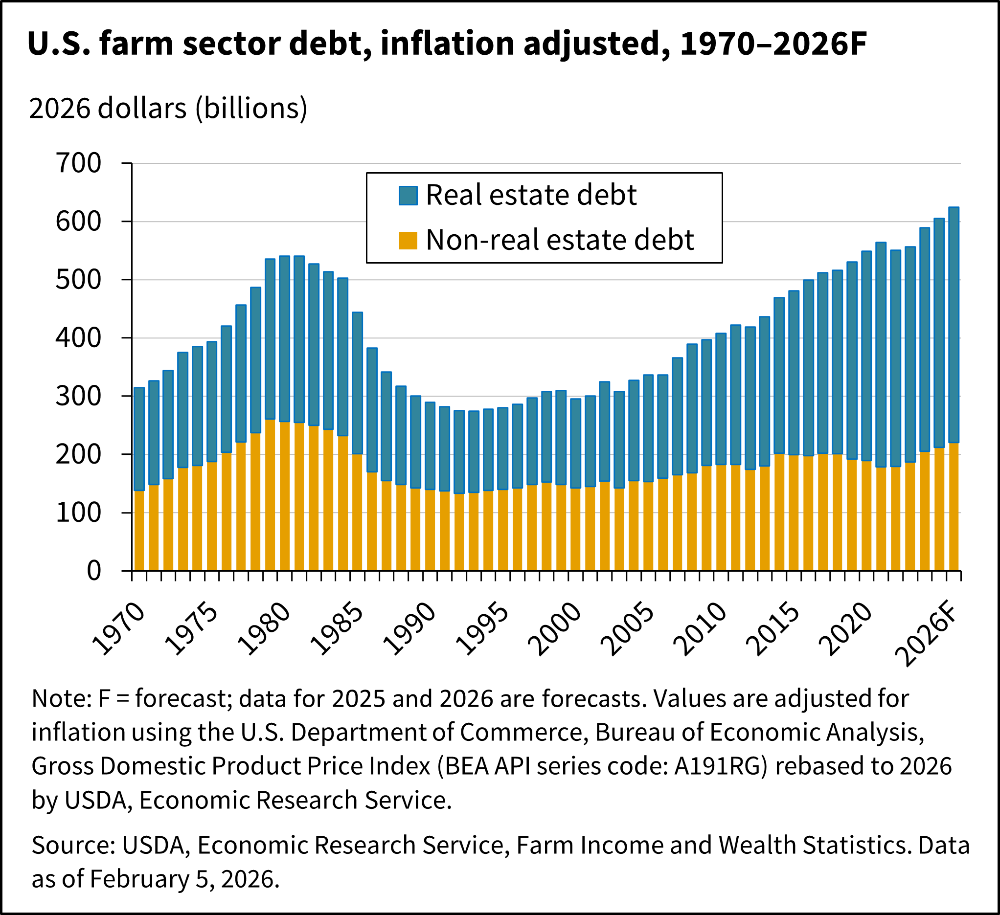 U.S. farm sector debt, inflation adjusted, 1970–2026F
2026 dollars (billions)
700
600
500
400
300
200
100
0
Real estate debt
Non-real estate debt
1970
1975
1980
1985
1990
1995
2000
2005
2010
2015
2020
2026F
Note: F = forecast; data for 2025 and 2026 are forecasts. Values are adjusted for
inflation using the U.S. Department of Commerce, Bureau of Economic Analysis,
Gross Domestic Product Price Index (BEA API series code: A191RG) rebased to 2026
by USDA, Economic Research Service.
Source: USDA, Economic Research Service, Farm Income and Wealth Statistics. Data
as of February 5, 2026.